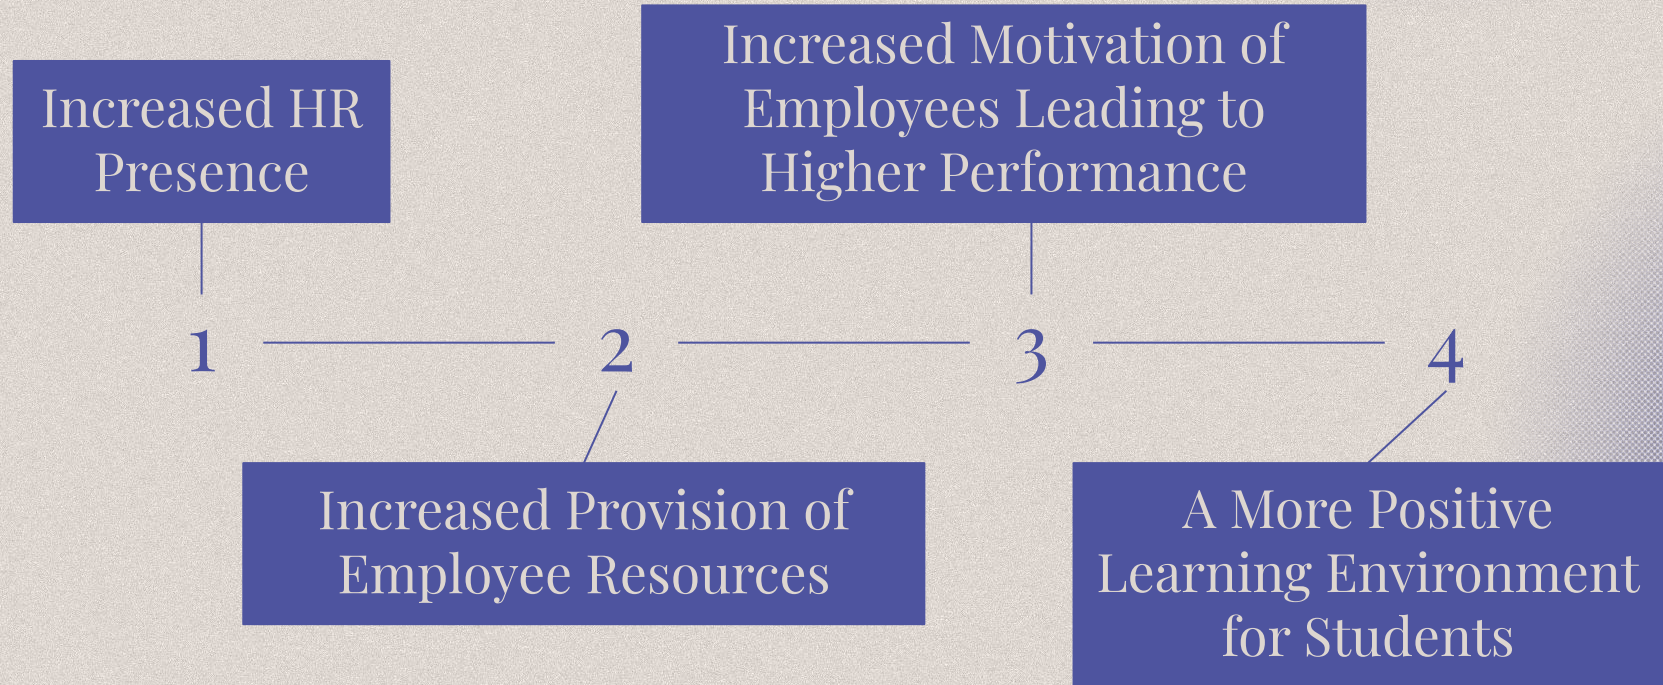 Increased HR
Presence
Increased Motivation of
Employees Leading to
Higher Performance
1
2
3
4
Increased Provision of
Employee Resources
A More Positive
Learning Environment
for Students